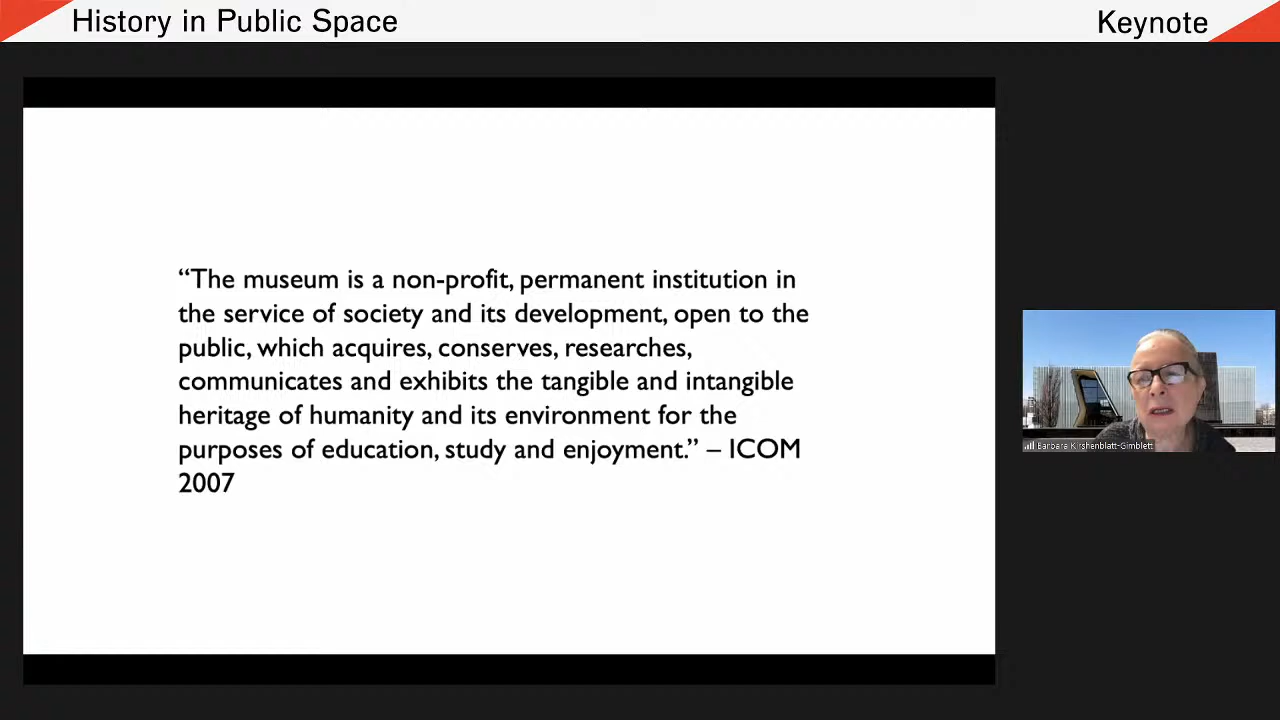 History in Public Space
Keynote
“The museum is a non-profit, permanent institution in
the service of society and its development, open to the
public, which acquires, conserves, researches,
communicates and exhibits the tangible and intangible
heritage of humanity and its environment for the
purposes of education, study and enjoyment.” – ICOM
2007
Barbara Kirshenblatt-Gimblett